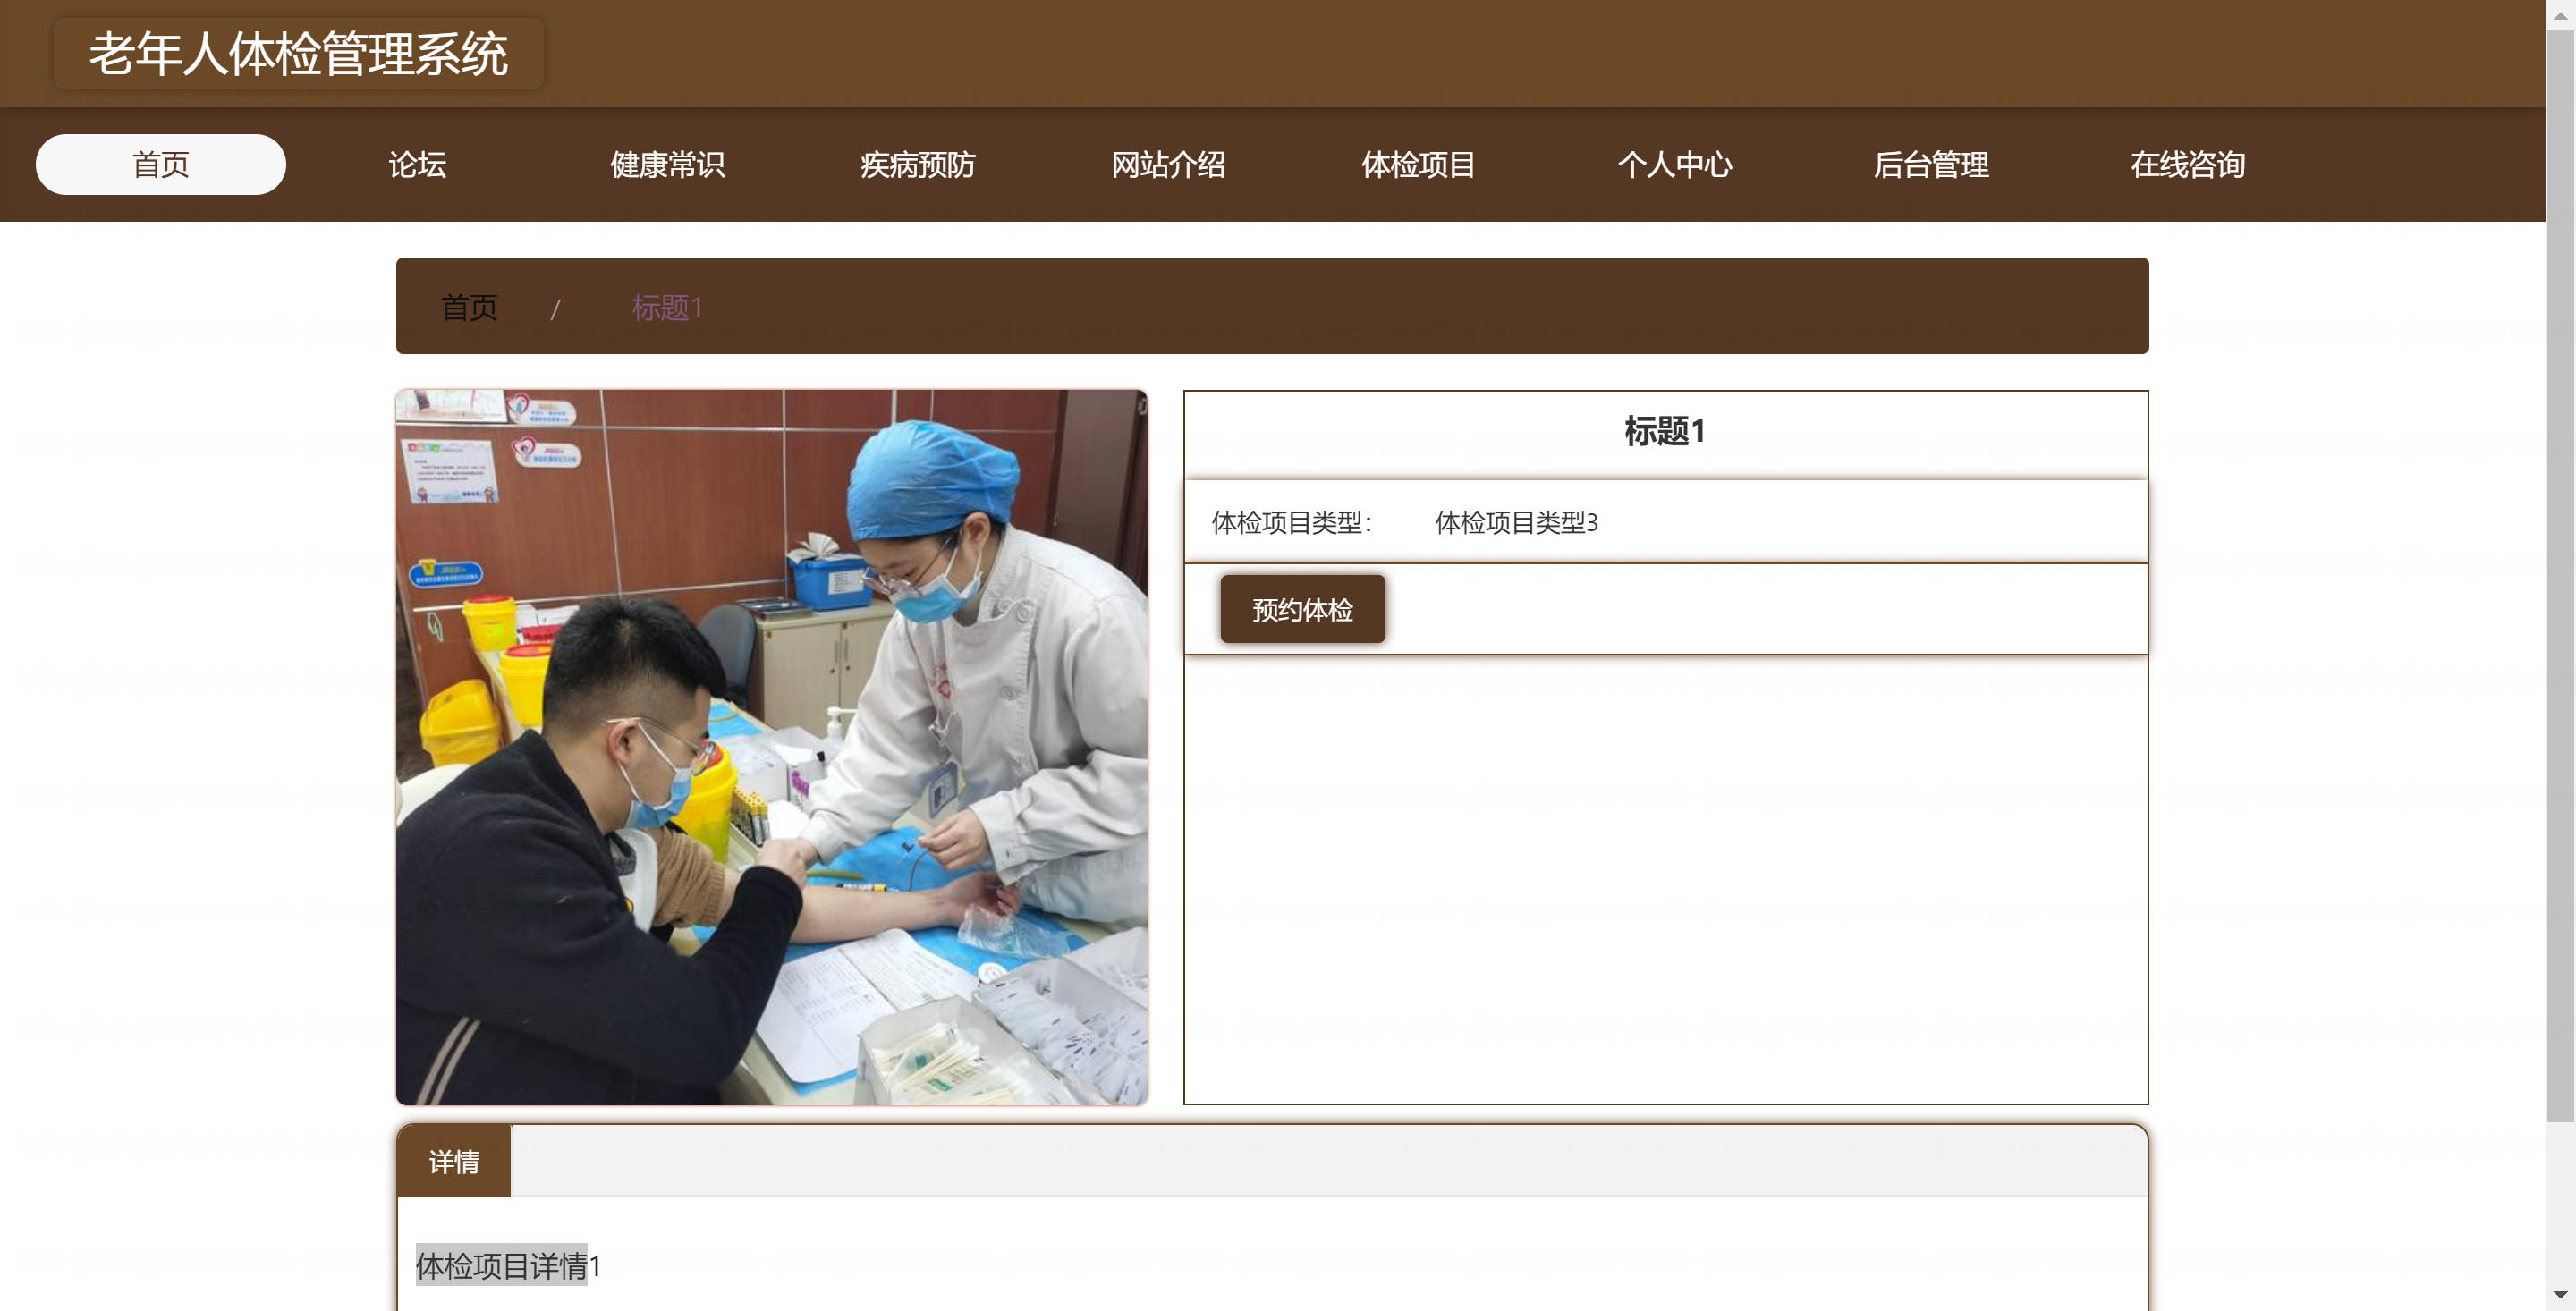 老年人体检管理系统
首页 论坛 健康常识 疾病预防 网站介绍 体检项目 个人中心 后台管理 在线咨询
首页 / 标题1
标题1
体检项目类型： 体检项目类型3
预约体检
详情
体检项目详情1